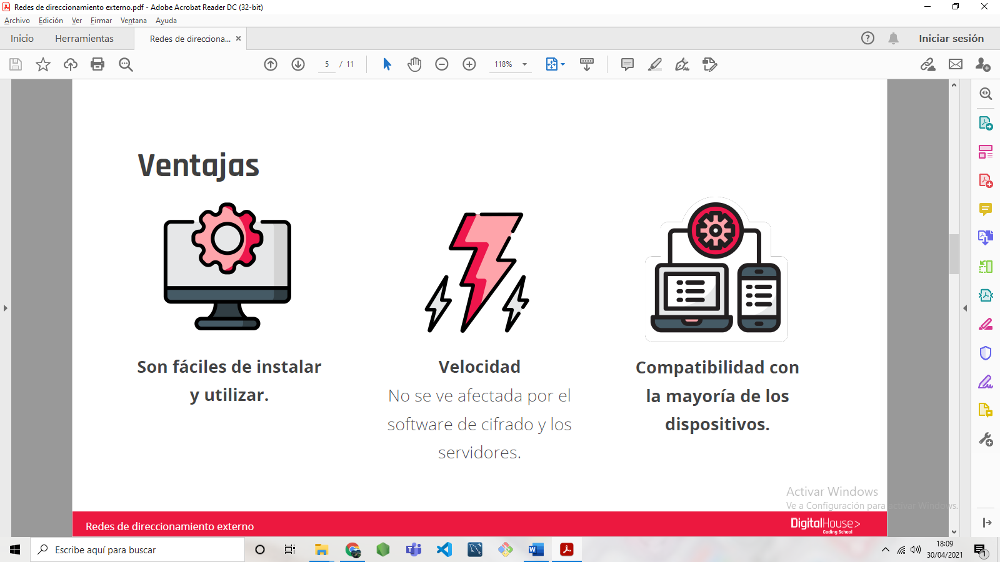 Redes de direccionamiento externo.pdf - Adobe Acrobat Reader DC (32-bit)
Archivo Edición Ver Firmar Ventana Ayuda
Inicio Herramientas Redes de direcciona... × Iniciar sesión
5 / 11 118%
Ventajas
Son fáciles de instalar
y utilizar.
Velocidad
No se ve afectada por el
software de cifrado y los
servidores.
Compatibilidad con
la mayoría de los
dispositivos.
Activar Windows
Ve a Configuración para activar Windows.
Redes de direccionamiento externo
DigitalHouse>
Coding School
Escribe aquí para buscar
18:09
30/04/2021
1